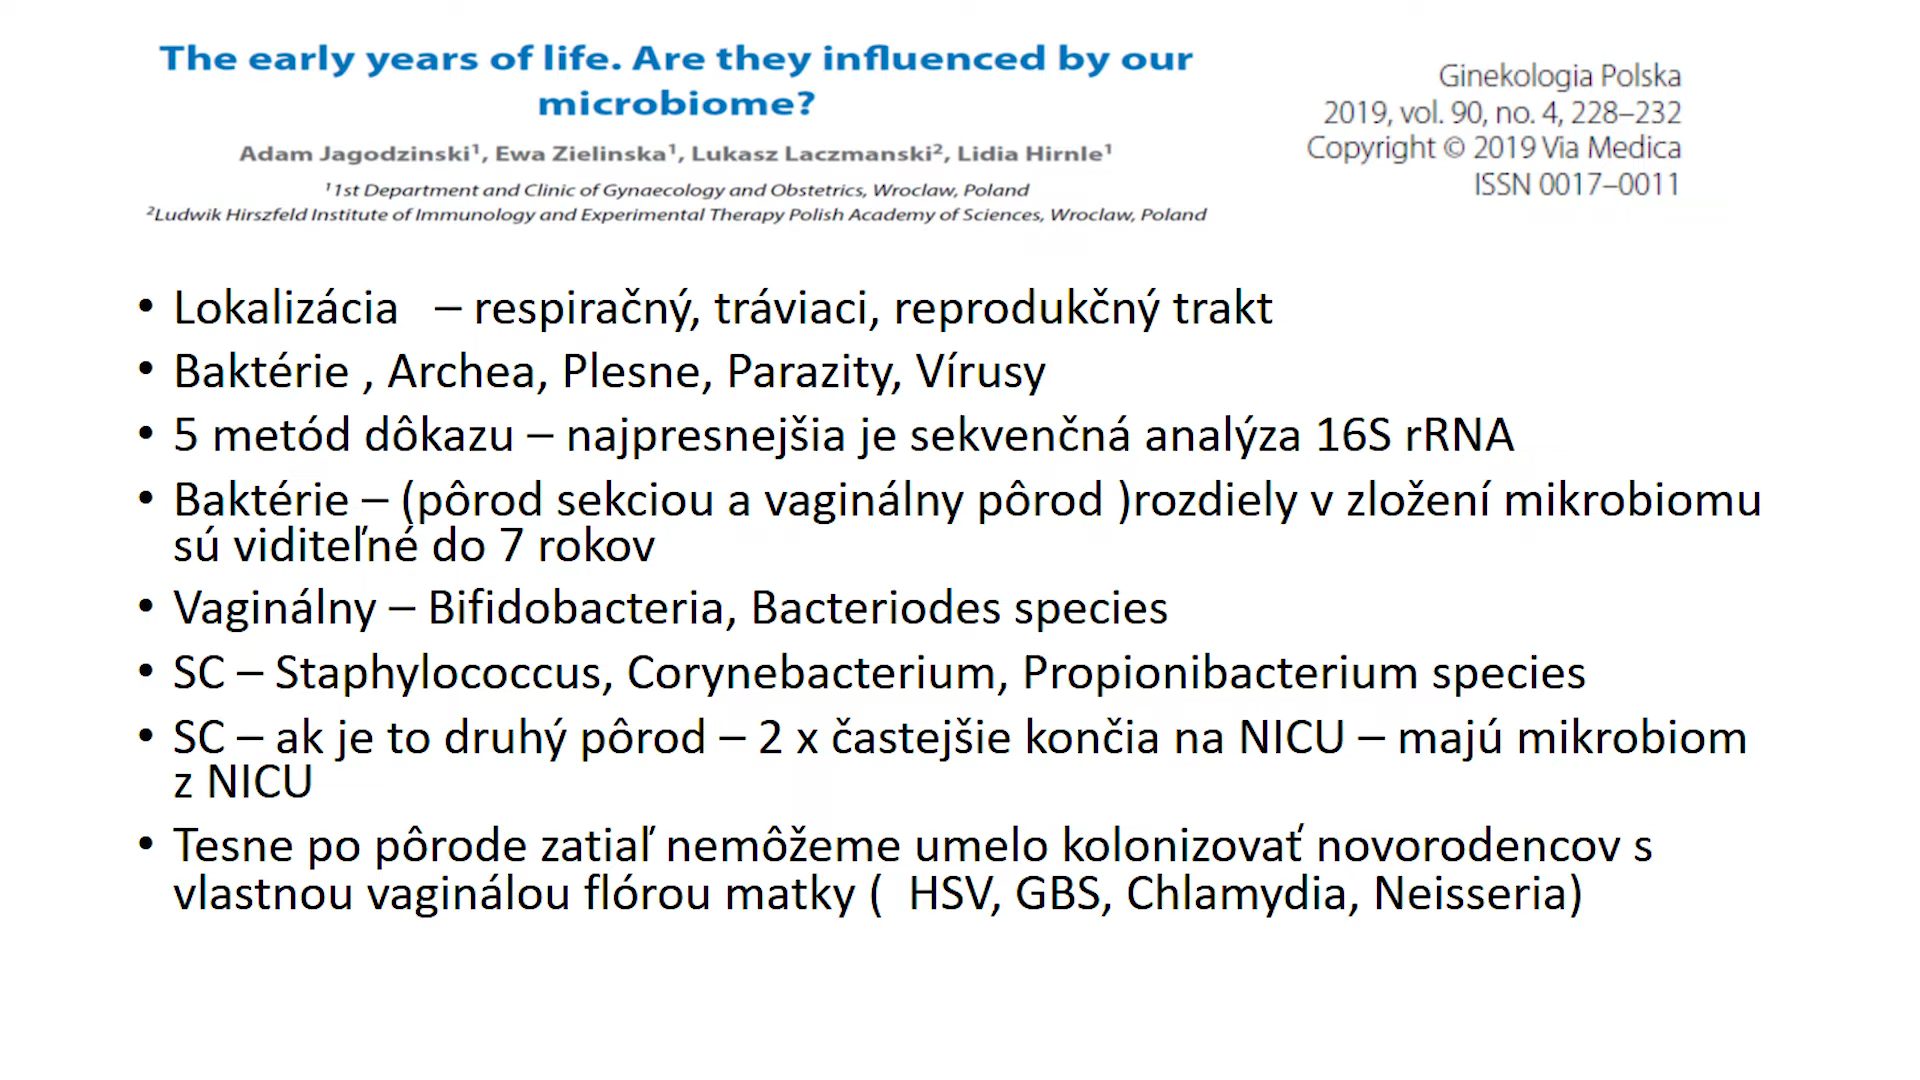 The early years of life. Are they influenced by our
microbiome?
Adam Jagodzinski¹, Ewa Zielinska¹, Lukasz Laczmanski², Lidia Hirnle¹
¹1st Department and Clinic of Gynaecology and Obstetrics, Wroclaw, Poland
²Ludwik Hirszfeld Institute of Immunology and Experimental Therapy Polish Academy of Sciences, Wroclaw, Poland
Ginekologia Polska
2019, vol. 90, no. 4, 228–232
Copyright © 2019 Via Medica
ISSN 0017–0011
• Lokalizácia – respiračný, tráviaci, reprodukčný trakt
• Baktérie , Archea, Plesne, Parazity, Vírusy
• 5 metód dôkazu – najpresnejšia je sekvenčná analýza 16S rRNA
• Baktérie – (pôrod sekciou a vaginálny pôrod )rozdiely v zložení mikrobiomu
sú viditeľné do 7 rokov
• Vaginálny – Bifidobacteria, Bacteriodes species
• SC – Staphylococcus, Corynebacterium, Propionibacterium species
• SC – ak je to druhý pôrod – 2 x častejšie končia na NICU – majú mikrobiom
z NICU
• Tesne po pôrode zatiaľ nemôžeme umelo kolonizovať novorodencov s
vlastnou vaginálou flórou matky ( HSV, GBS, Chlamydia, Neisseria)